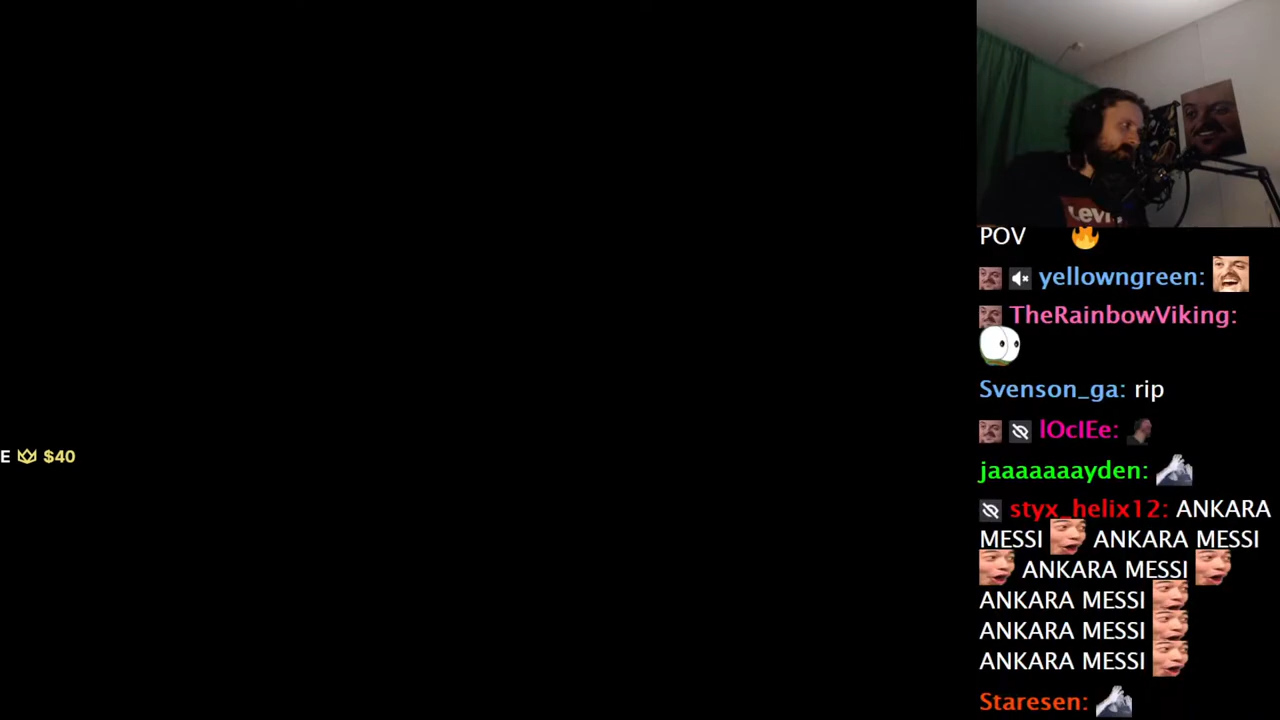 Levi
POV
yellowngreen:
TheRainbowViking:
Svenson_ga: rip
lOcIEe:
jaaaaaaayden:
styx_helix12: ANKARA
MESSI ANKARA MESSI
ANKARA MESSI
ANKARA MESSI
ANKARA MESSI
ANKARA MESSI
Staresen:
E $40